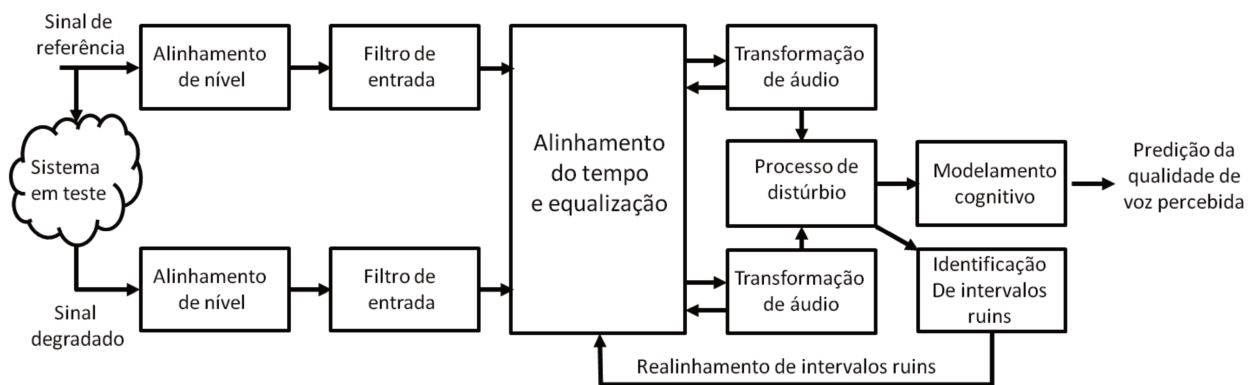 Sinal de
referência
Alinhamento
de nível
Filtro de
entrada
Sistema
em teste
Sinal
degradado
Alinhamento
de nível
Filtro de
entrada
Alinhamento
do tempo
e equalização
Transformação
de áudio
Processo de
distúrbio
Transformação
de áudio
Modelamento
cognitivo
Predição da
qualidade de
voz percebida
Identificação
De intervalos
ruins
Realinhamento de intervalos ruins